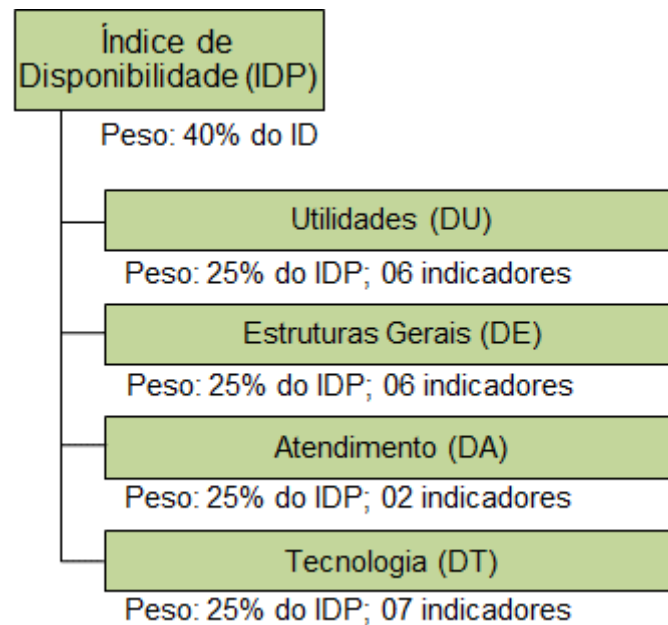 Índice de
Disponibilidade (IDP)
Peso: 40% do ID
Utilidades (DU)
Peso: 25% do IDP; 06 indicadores
Estruturas Gerais (DE)
Peso: 25% do IDP; 06 indicadores
Atendimento (DA)
Peso: 25% do IDP; 02 indicadores
Tecnologia (DT)
Peso: 25% do IDP; 07 indicadores